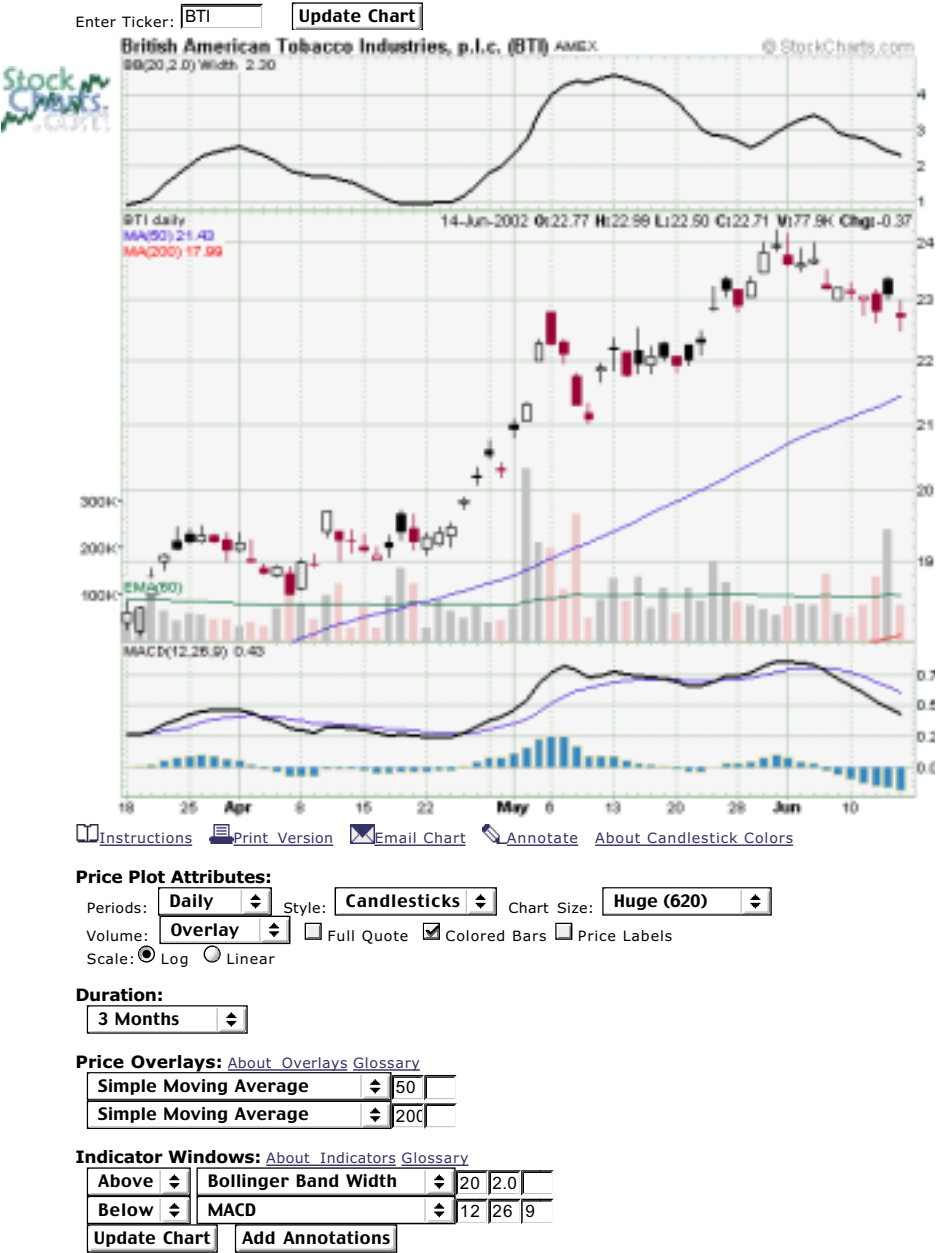 Enter Ticker: BTI Update Chart
British American Tobacco Industries, p.l.c. (BTI) AMEX © StockCharts.com
StockCharts.com
BB(20,2.0) Width 2.30
4
3
2
1
BTI daily 14-Jun-2002 O:22.77 H:22.99 L:22.50 C:22.71 V:77.9K Chg:-0.37
MA(50) 21.43
MA(200) 17.99
24
23
22
21
20
300K
200K
19
EMA(60)
100K
MACD(12,26,9) 0.43
0.7
0.5
0.2
0.0
18 25 Apr 8 15 22 May 6 13 20 28 Jun 10
Instructions Print Version Email Chart Annotate About Candlestick Colors
Price Plot Attributes:
Periods: Daily Style: Candlesticks Chart Size: Huge (620)
Volume: Overlay Full Quote Colored Bars Price Labels
Scale: Log Linear
Duration:
3 Months
Price Overlays: About Overlays Glossary
Simple Moving Average 50
Simple Moving Average 200
Indicator Windows: About Indicators Glossary
Above Bollinger Band Width 20 2.0
Below MACD 12 26 9
Update Chart Add Annotations